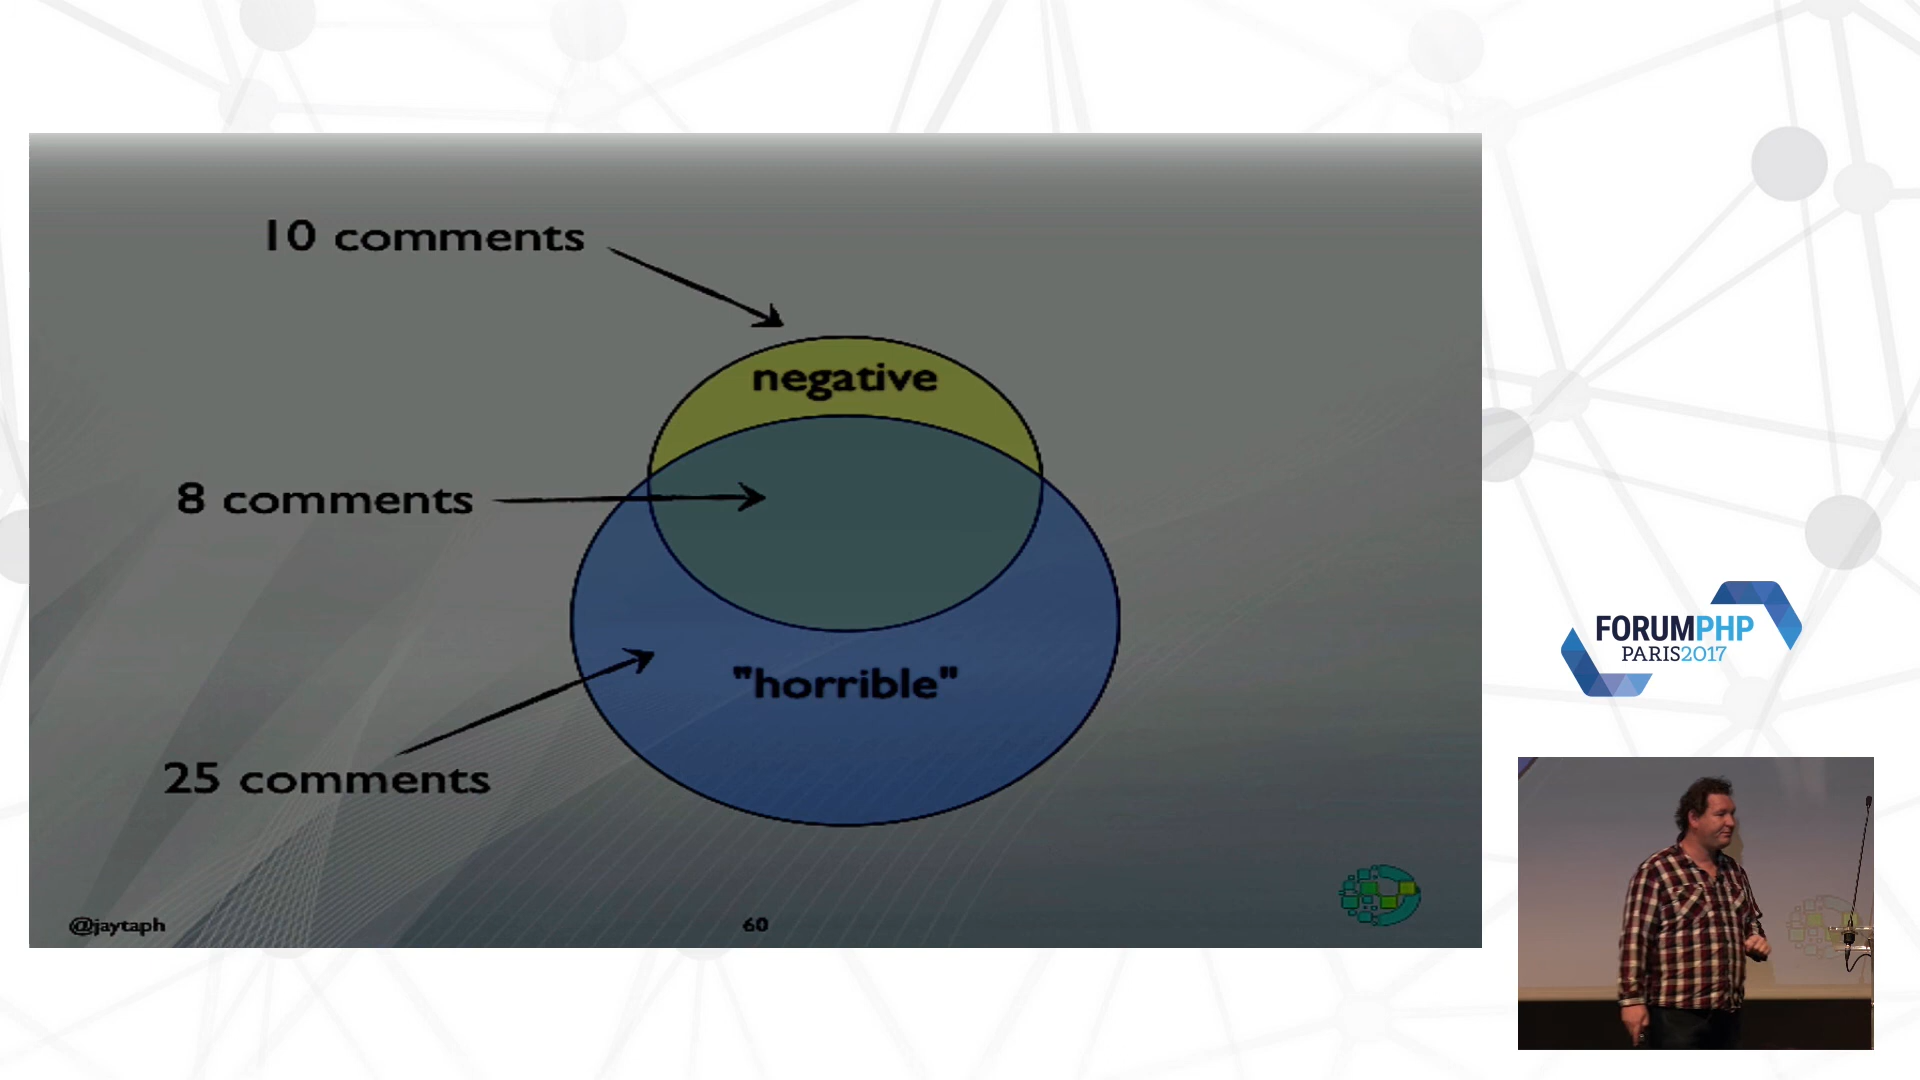 10 comments
negative
8 comments
"horrible"
25 comments
@jaytaph
60
FORUMPHP
PARIS2017